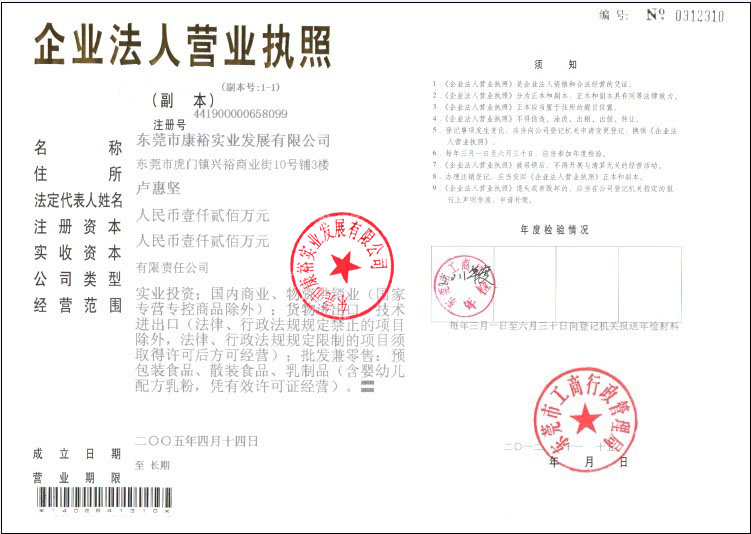 编 号: № 0312310
企业法人营业执照
(副本号:1-1)
(副 本)
441900000658099
注册号
名 称 东莞市康裕实业发展有限公司
住 所 东莞市虎门镇兴裕商业街10号铺3楼
法定代表人姓名 卢惠坚
注 册 资 本 人民币壹仟贰佰万元
实 收 资 本 人民币壹仟贰佰万元
公 司 类 型 有限责任公司
经 营 范 围 实业投资；国内商业、物资供销业（国家
专营专控商品除外）；货物进出口、技术
进出口（法律、行政法规规定禁止的项目
除外，法律、行政法规规定限制的项目须
取得许可后方可经营）；批发兼零售：预
包装食品、散装食品、乳制品（含婴幼儿
配方乳粉，凭有效许可证经营）。
成 立 日 期 二〇〇五年四月十四日
营 业 期 限 至 长期
*1402641310*
东莞市康裕实业发展有限公司
须 知
1．《企业法人营业执照》是企业法人资格和合法经营的凭证。
2．《企业法人营业执照》分为正本和副本，正本和副本具有同等法律效力。
3．《企业法人营业执照》正本应当置于住所的醒目位置。
4．《企业法人营业执照》不得伪造、涂改、出租、出借、转让。
5．登记事项发生变化，应当向公司登记机关申请变更登记，换领《企业法
人营业执照》。
6．每年三月一日至六月三十日，应当参加年度检验。
7．《企业法人营业执照》被吊销后，不得开展与清算无关的经营活动。
8．办理注销登记，应当交回《企业法人营业执照》正本和副本。
9．《企业法人营业执照》遗失或者毁坏的，应当在公司登记机关指定的报
刊上声明作废，申请补领。
年 度 检 验 情 况
每年三月一日至六月三十日向登记机关报送年检材料
东莞市工商行政管理局
年 月 日